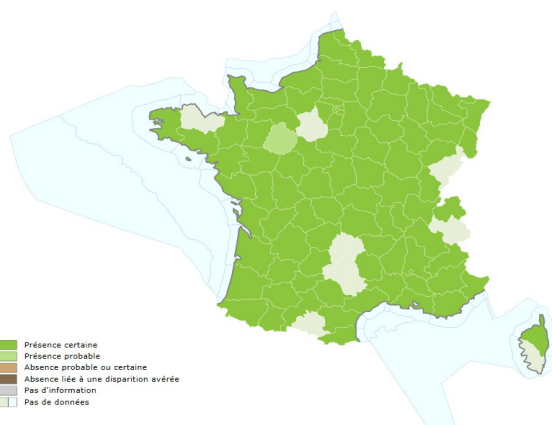 Présence certaine
Présence probable
Absence probable ou certaine
Absence liée à une disparition avérée
Pas d'information
Pas de données